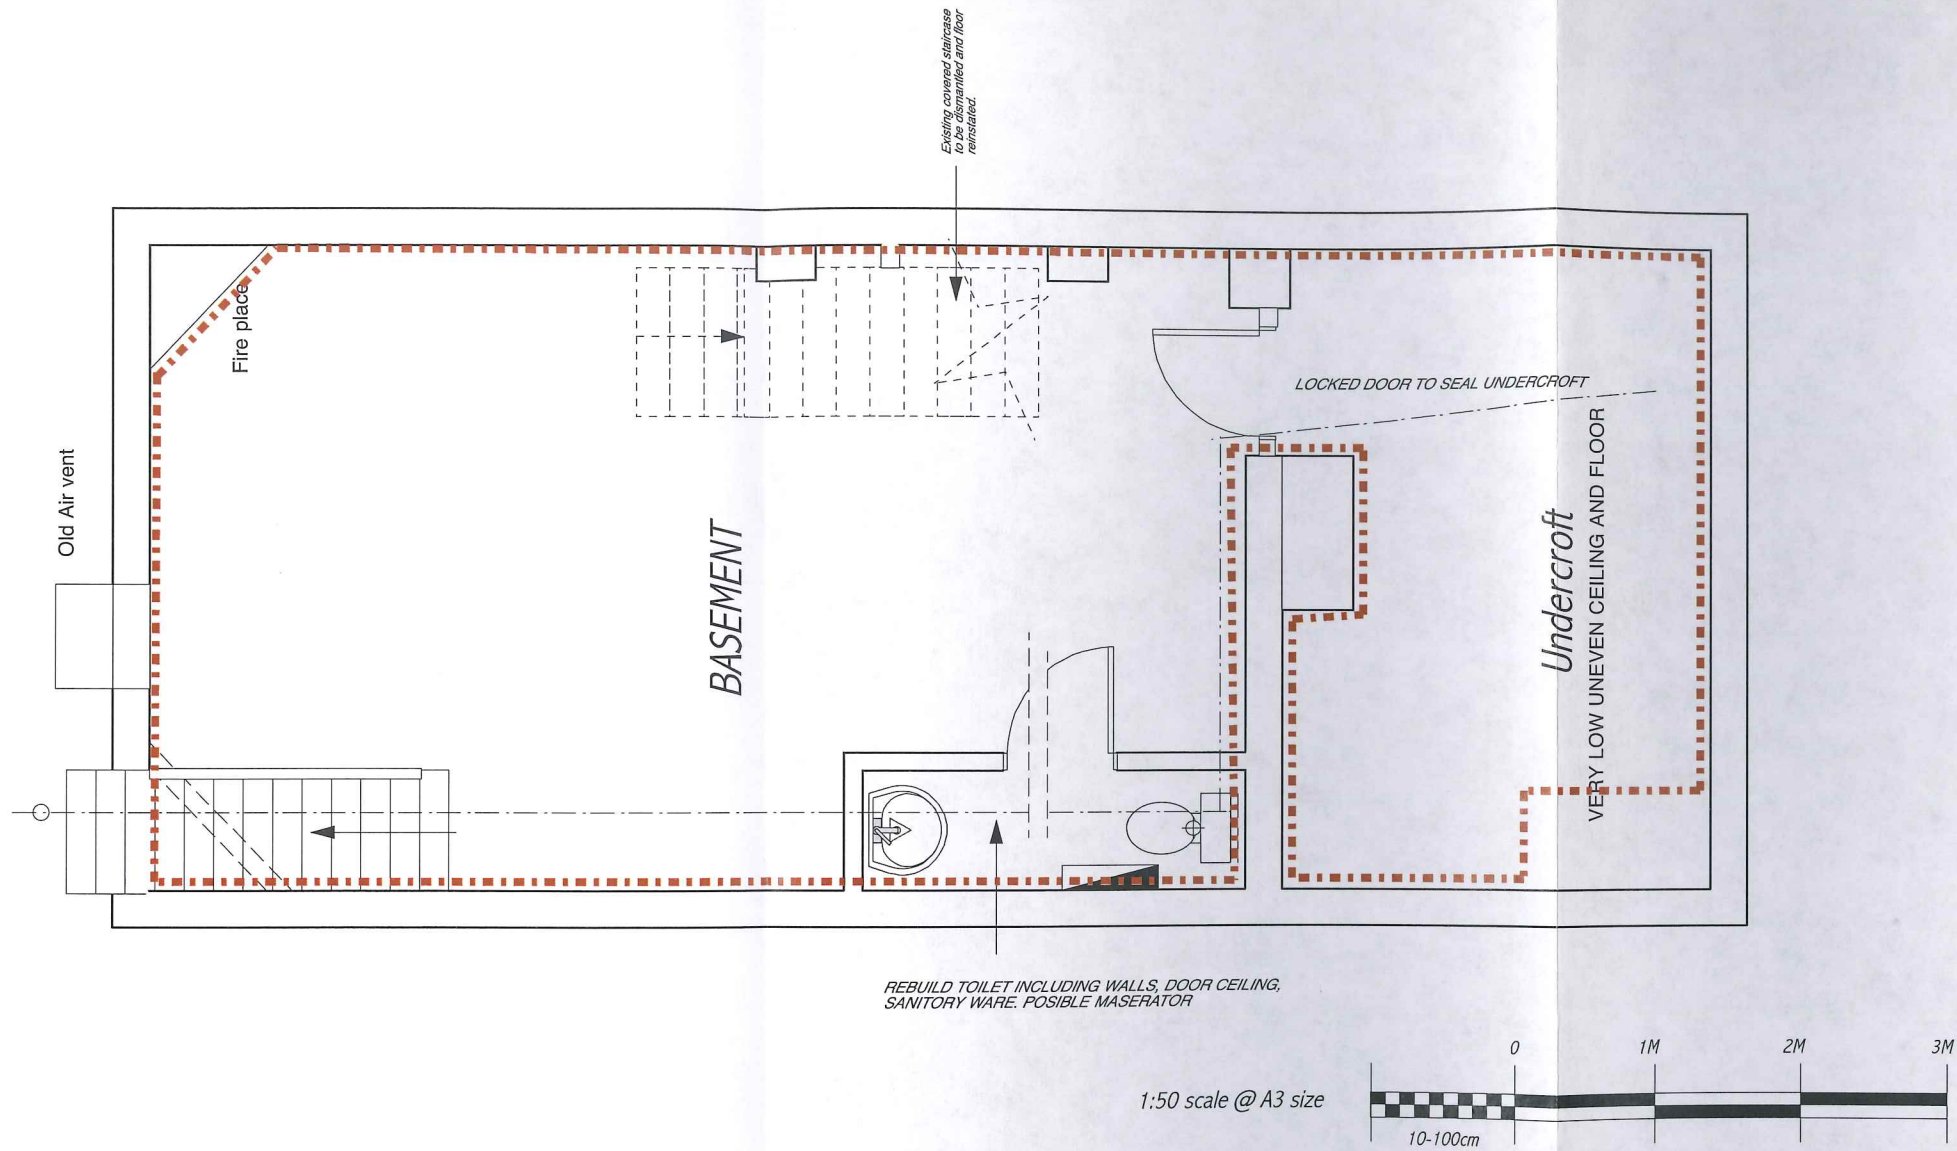 Existing covered staircase
to be dismantled and floor
reinstated.
Fire place
LOCKED DOOR TO SEAL UNDERCROFT
Old Air vent
BASEMENT
Undercroft
VERY LOW UNEVEN CEILING AND FLOOR
REBUILD TOILET INCLUDING WALLS, DOOR CEILING,
SANITORY WARE. POSIBLE MASERATOR
0 1M 2M 3M
1:50 scale @ A3 size
10-100cm